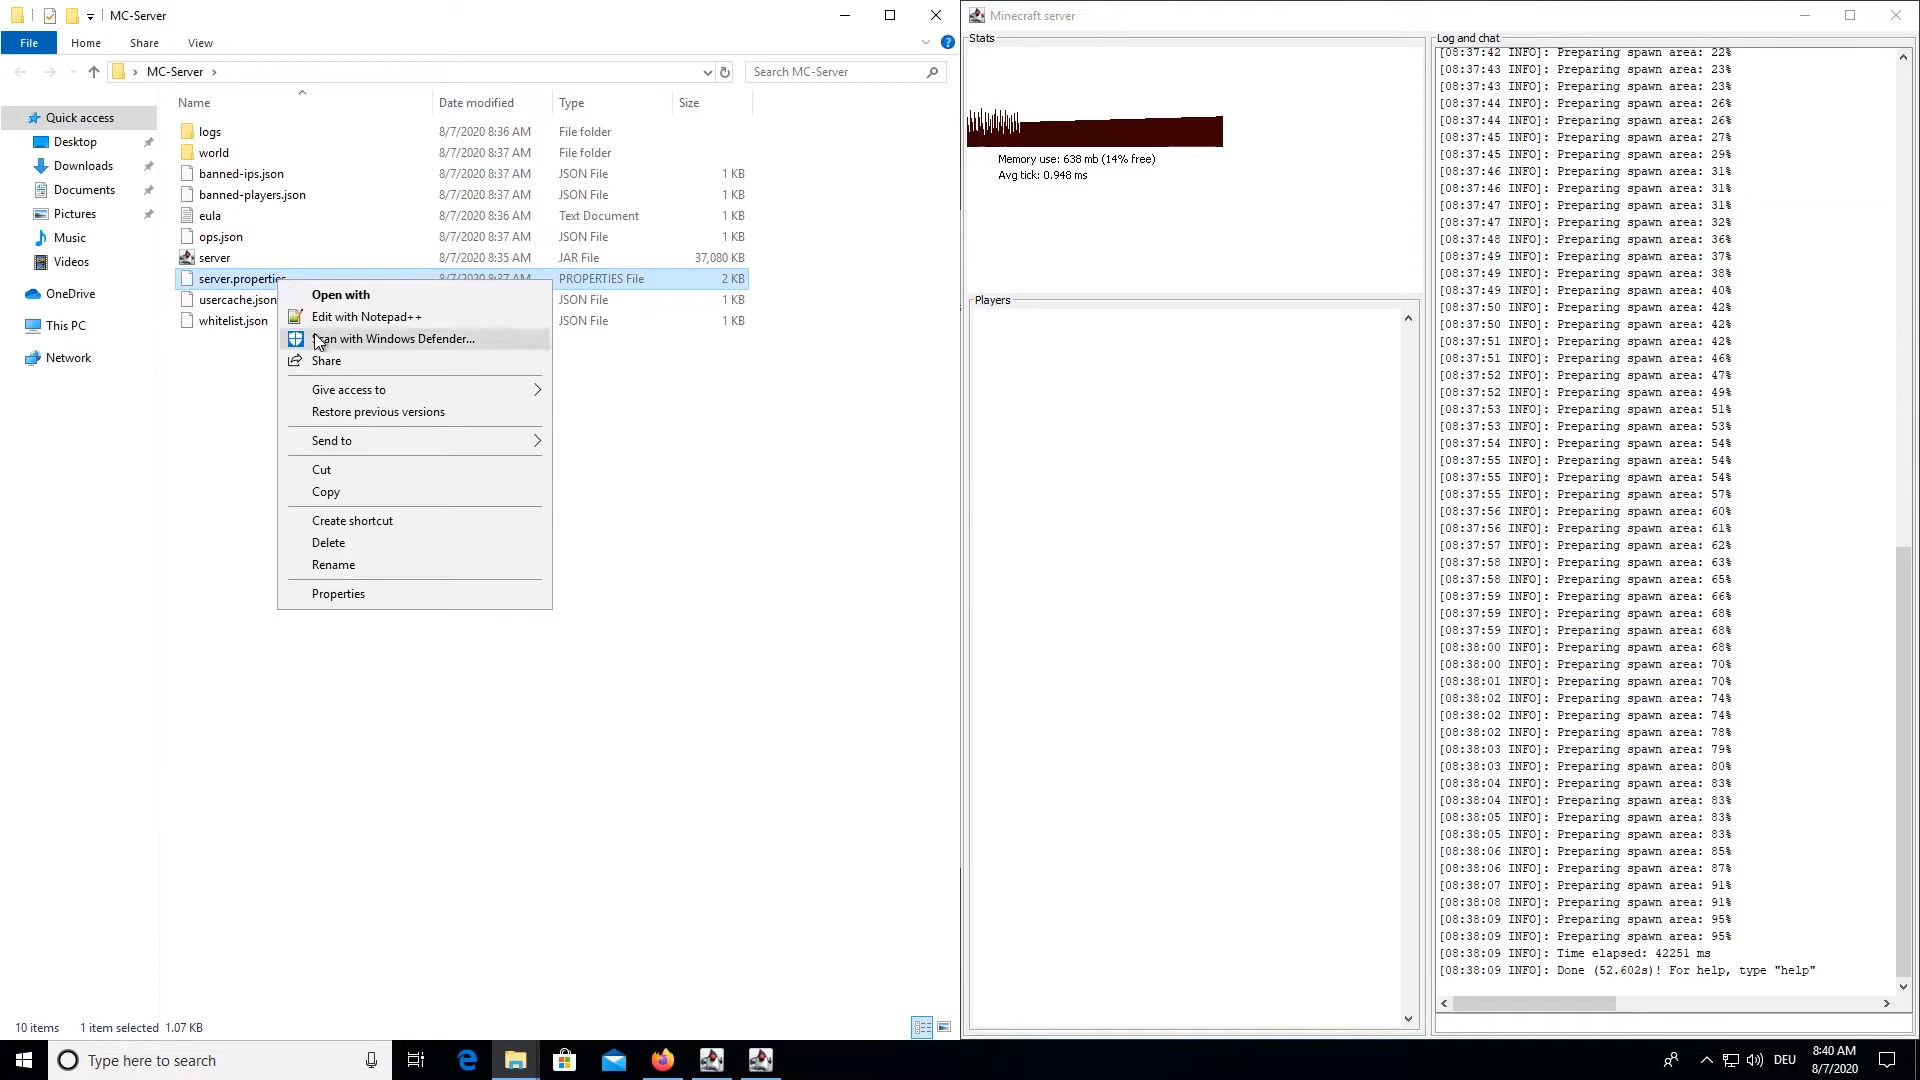 MC-Server
File
Home
Share
View
MC-Server
Search MC-Server
Name
Date modified
Type
Size
Quick access
Desktop
Downloads
Documents
Pictures
Music
Videos
OneDrive
This PC
Network
logs 8/7/2020 8:36 AM File folder
world 8/7/2020 8:37 AM File folder
banned-ips.json 8/7/2020 8:37 AM JSON File 1 KB
banned-players.json 8/7/2020 8:37 AM JSON File 1 KB
eula 8/7/2020 8:36 AM Text Document 1 KB
ops.json 8/7/2020 8:37 AM JSON File 1 KB
server 8/7/2020 8:35 AM JAR File 37,080 KB
server.properties 8/7/2020 8:37 AM PROPERTIES File 2 KB
usercache.json JSON File 1 KB
whitelist.json JSON File 1 KB
Open with
Edit with Notepad++
Scan with Windows Defender...
Share
Give access to
Restore previous versions
Send to
Cut
Copy
Create shortcut
Delete
Rename
Properties
10 items 1 item selected 1.07 KB
Minecraft server
Stats
Memory use: 638 mb (14% free)
Avg tick: 0.948 ms
Players
Log and chat
[08:37:42 INFO]: Preparing spawn area: 22%
[08:37:43 INFO]: Preparing spawn area: 23%
[08:37:43 INFO]: Preparing spawn area: 23%
[08:37:44 INFO]: Preparing spawn area: 26%
[08:37:44 INFO]: Preparing spawn area: 26%
[08:37:45 INFO]: Preparing spawn area: 27%
[08:37:45 INFO]: Preparing spawn area: 29%
[08:37:46 INFO]: Preparing spawn area: 31%
[08:37:46 INFO]: Preparing spawn area: 31%
[08:37:47 INFO]: Preparing spawn area: 31%
[08:37:47 INFO]: Preparing spawn area: 32%
[08:37:48 INFO]: Preparing spawn area: 36%
[08:37:49 INFO]: Preparing spawn area: 37%
[08:37:49 INFO]: Preparing spawn area: 38%
[08:37:49 INFO]: Preparing spawn area: 40%
[08:37:50 INFO]: Preparing spawn area: 42%
[08:37:50 INFO]: Preparing spawn area: 42%
[08:37:51 INFO]: Preparing spawn area: 42%
[08:37:51 INFO]: Preparing spawn area: 46%
[08:37:52 INFO]: Preparing spawn area: 47%
[08:37:52 INFO]: Preparing spawn area: 49%
[08:37:53 INFO]: Preparing spawn area: 51%
[08:37:53 INFO]: Preparing spawn area: 53%
[08:37:54 INFO]: Preparing spawn area: 54%
[08:37:55 INFO]: Preparing spawn area: 54%
[08:37:55 INFO]: Preparing spawn area: 54%
[08:37:55 INFO]: Preparing spawn area: 57%
[08:37:56 INFO]: Preparing spawn area: 60%
[08:37:56 INFO]: Preparing spawn area: 61%
[08:37:57 INFO]: Preparing spawn area: 62%
[08:37:58 INFO]: Preparing spawn area: 63%
[08:37:58 INFO]: Preparing spawn area: 65%
[08:37:59 INFO]: Preparing spawn area: 66%
[08:37:59 INFO]: Preparing spawn area: 68%
[08:37:59 INFO]: Preparing spawn area: 68%
[08:38:00 INFO]: Preparing spawn area: 68%
[08:38:00 INFO]: Preparing spawn area: 70%
[08:38:01 INFO]: Preparing spawn area: 70%
[08:38:02 INFO]: Preparing spawn area: 74%
[08:38:02 INFO]: Preparing spawn area: 74%
[08:38:02 INFO]: Preparing spawn area: 78%
[08:38:03 INFO]: Preparing spawn area: 79%
[08:38:03 INFO]: Preparing spawn area: 80%
[08:38:04 INFO]: Preparing spawn area: 83%
[08:38:04 INFO]: Preparing spawn area: 83%
[08:38:05 INFO]: Preparing spawn area: 83%
[08:38:05 INFO]: Preparing spawn area: 83%
[08:38:06 INFO]: Preparing spawn area: 85%
[08:38:06 INFO]: Preparing spawn area: 87%
[08:38:07 INFO]: Preparing spawn area: 91%
[08:38:08 INFO]: Preparing spawn area: 91%
[08:38:09 INFO]: Preparing spawn area: 95%
[08:38:09 INFO]: Preparing spawn area: 95%
[08:38:09 INFO]: Time elapsed: 42251 ms
[08:38:09 INFO]: Done (52.602s)! For help, type "help"
Type here to search
DEU
8:40 AM
8/7/2020